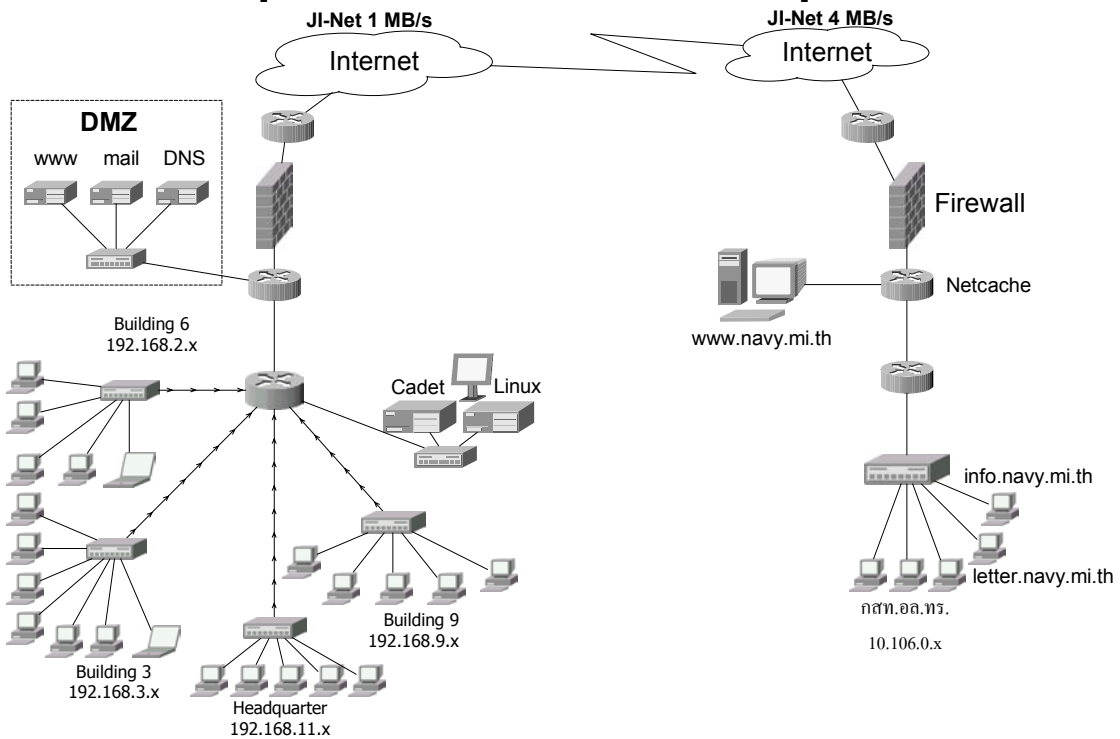 JI-Net 1 MB/s
JI-Net 4 MB/s
Internet
Internet
DMZ
www mail DNS
Firewall
Netcache
www.navy.mi.th
Building 6
192.168.2.x
Cadet
Linux
info.navy.mi.th
letter.navy.mi.th
กสท.อล.ทร.
10.106.0.x
Building 9
192.168.9.x
Building 3
192.168.3.x
Headquarter
192.168.11.x